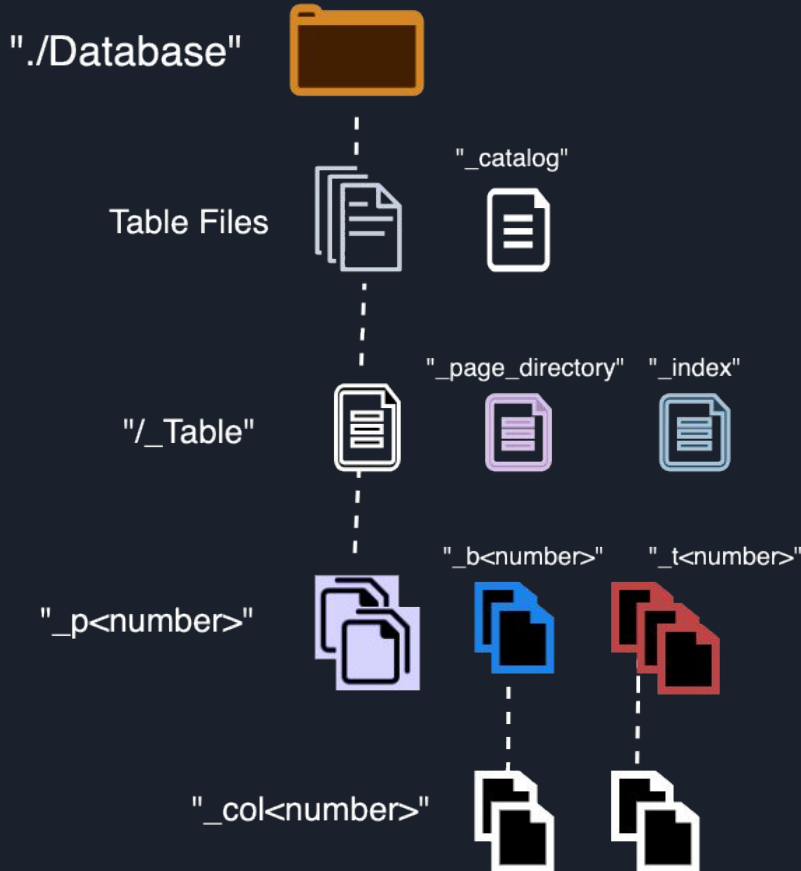 "./Database"
"_catalog"
Table Files
"_page_directory"
"_index"
"/_Table"
"_b<number>"
"_t<number>"
"_p<number>"
"_col<number>"